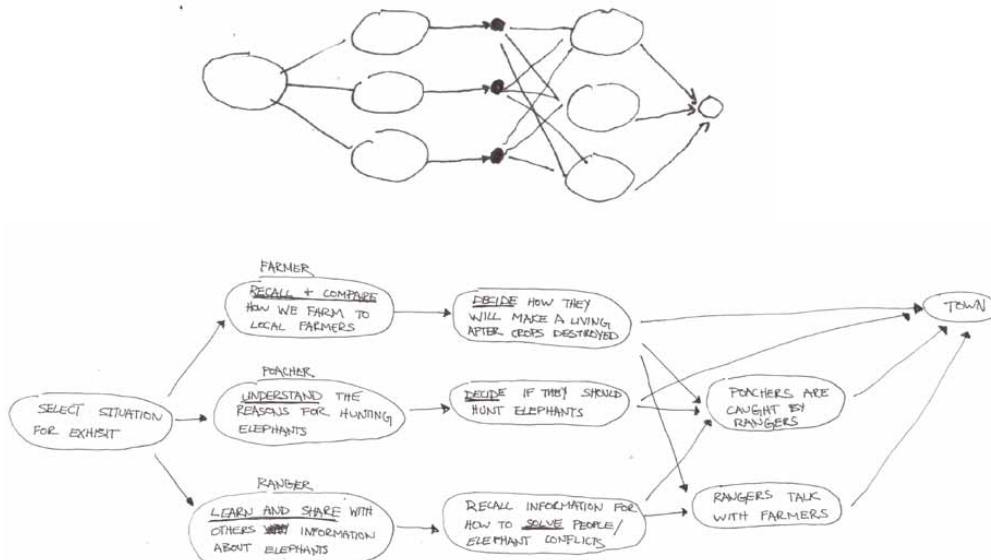 FARMER
RECALL + COMPARE
HOW WE FARM TO
LOCAL FARMERS
DECIDE HOW THEY
WILL MAKE A LIVING
AFTER CROPS DESTROYED
TOWN
SELECT SITUATION
FOR EXHIBIT
POACHER
UNDERSTAND THE
REASONS FOR HUNTING
ELEPHANTS
DECIDE IF THEY SHOULD
HUNT ELEPHANTS
POACHERS ARE
CAUGHT BY
RANGERS
RANGER
LEARN AND SHARE WITH
OTHERS INFORMATION
ABOUT ELEPHANTS
RECALL INFORMATION FOR
HOW TO SOLVE PEOPLE/
ELEPHANT CONFLICTS
RANGERS TALK
WITH FARMERS